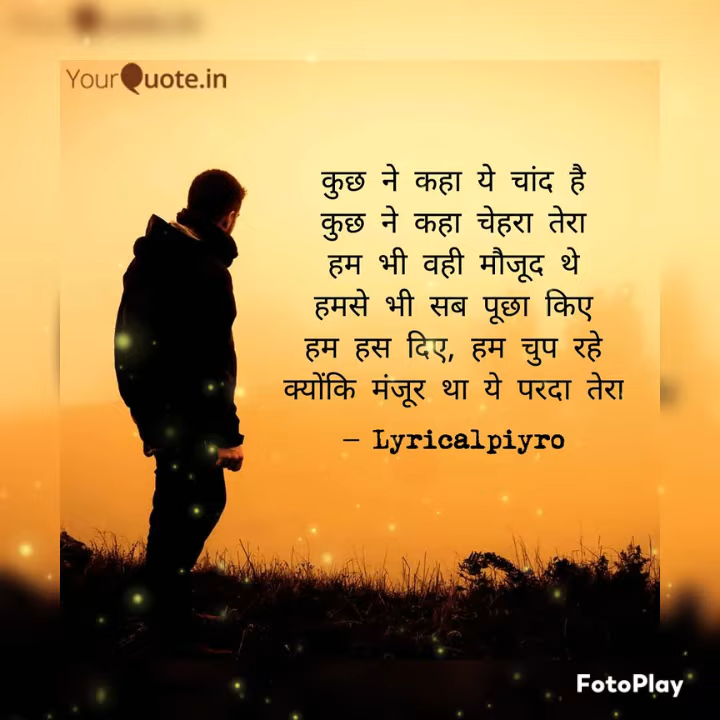 YourQuote.in
कुछ ने कहा ये चांद है
कुछ ने कहा चेहरा तेरा
हम भी वही मौजूद थे
हमसे भी सब पूछा किए
हम हस दिए, हम चुप रहे
क्योंकि मंजूर था ये परदा तेरा
– Lyricalpiyro
FotoPlay